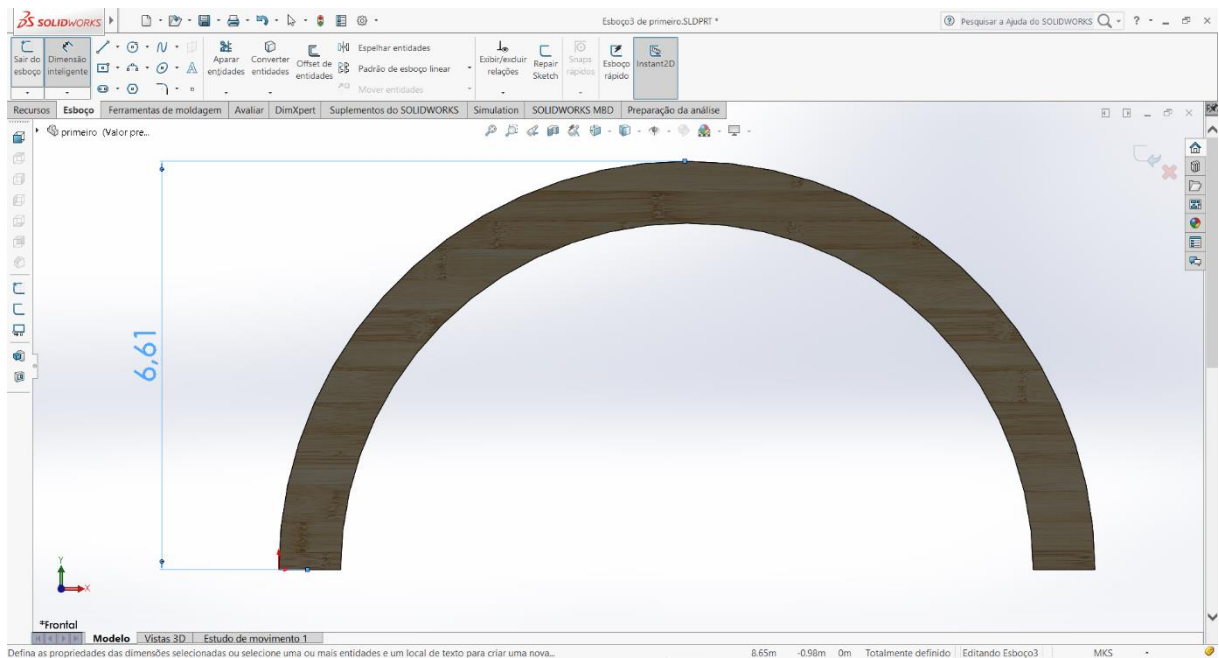 SOLIDWORKS
Esboço3 de primeiro.SLDPRT *
Pesquisar a Ajuda do SOLIDWORKS
?
Sair do esboço
Dimensão inteligente
Aparar entidades
Converter entidades
Offset de entidades
Espelhar entidades
Padrão de esboço linear
Mover entidades
Exibir/excluir relações
Repair Sketch
Snaps rápidos
Esboço rápido
Instant2D
Recursos Esboço Ferramentas de moldagem Avaliar DimXpert Suplementos do SOLIDWORKS Simulation SOLIDWORKS MBD Preparação da análise
primeiro (Valor pre...
6,61
Y
X
*Frontal
Modelo Vistas 3D Estudo de movimento 1
Defina as propriedades das dimensões selecionadas ou selecione uma ou mais entidades e um local de texto para criar uma nova... 8.65m -0.98m 0m Totalmente definido Editando Esboço3 MKS